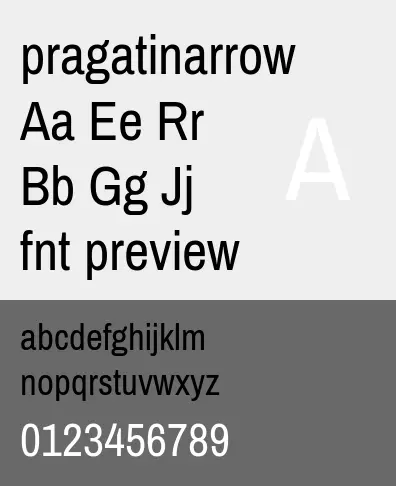 pragatinarrow
Aa Ee Rr
A
Bb Gg Jj
fnt preview
abcdefghijklm
nopqrstuvwxyz
0123456789